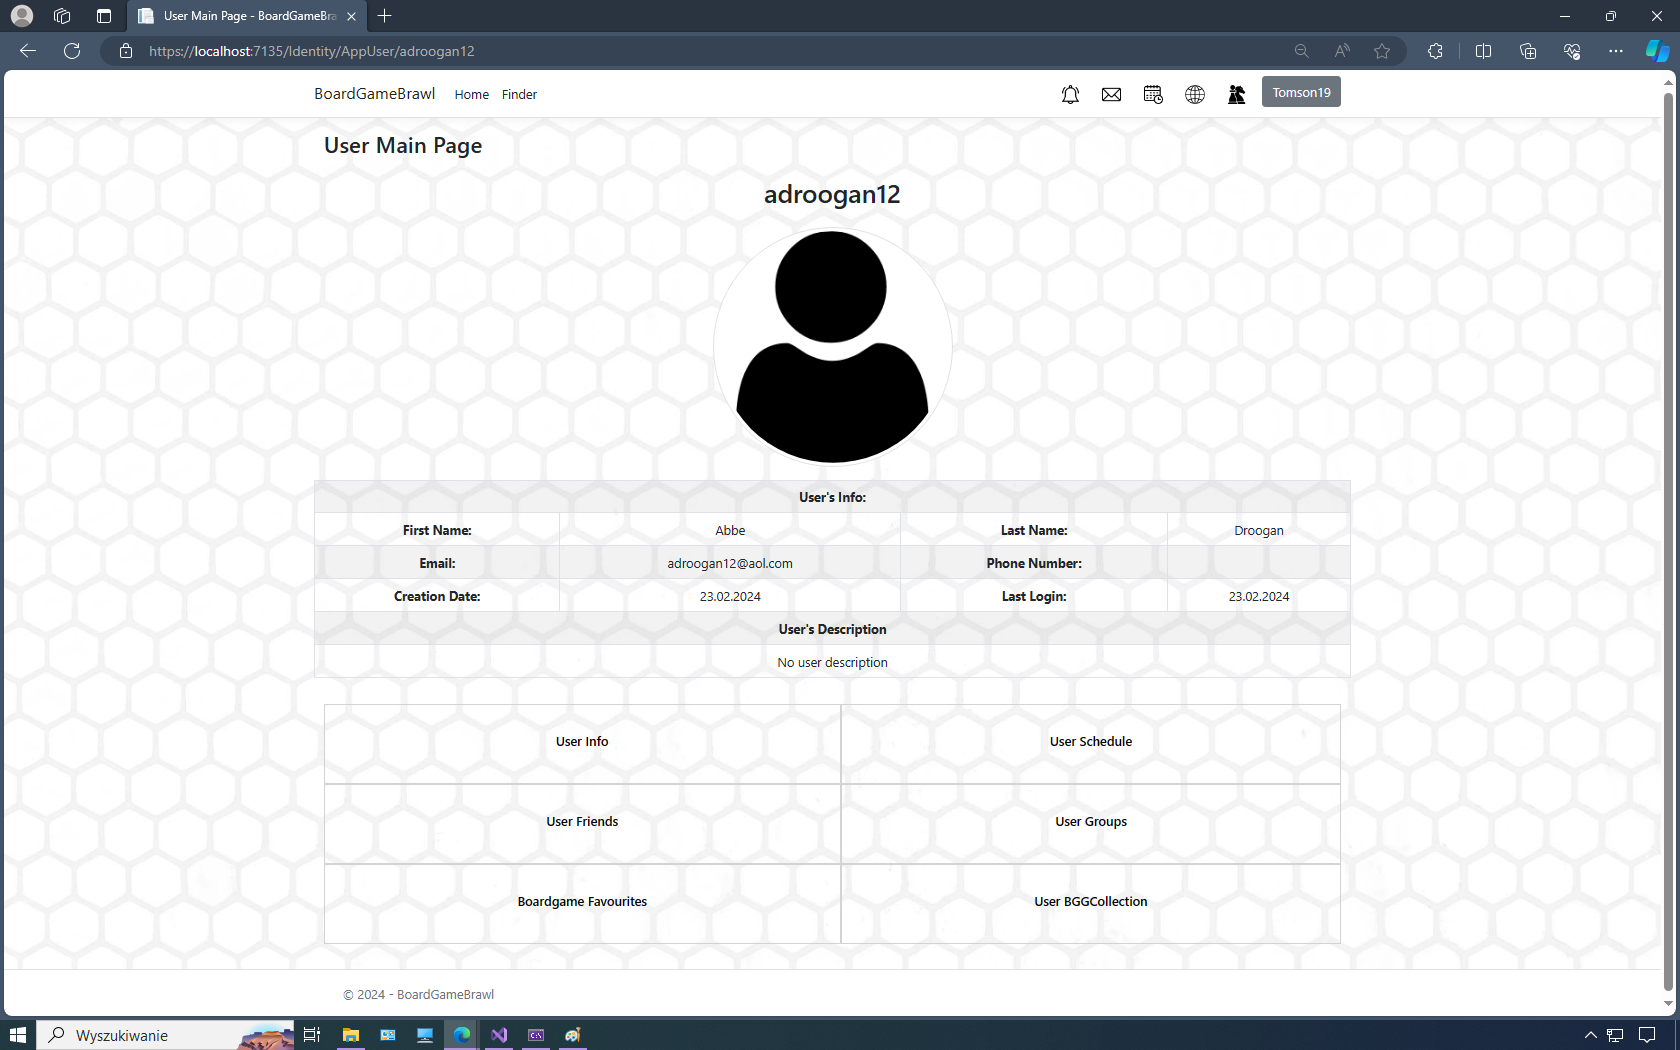 User Main Page - BoardGameBra
https://localhost:7135/Identity/AppUser/adroogan12
BoardGameBrawl Home Finder Tomson19
User Main Page
adroogan12
User's Info:
First Name: Abbe Last Name: Droogan
Email: adroogan12@aol.com Phone Number:
Creation Date: 23.02.2024 Last Login: 23.02.2024
User's Description
No user description
User Info User Schedule
User Friends User Groups
Boardgame Favourites User BGGCollection
© 2024 - BoardGameBrawl
Wyszukiwanie